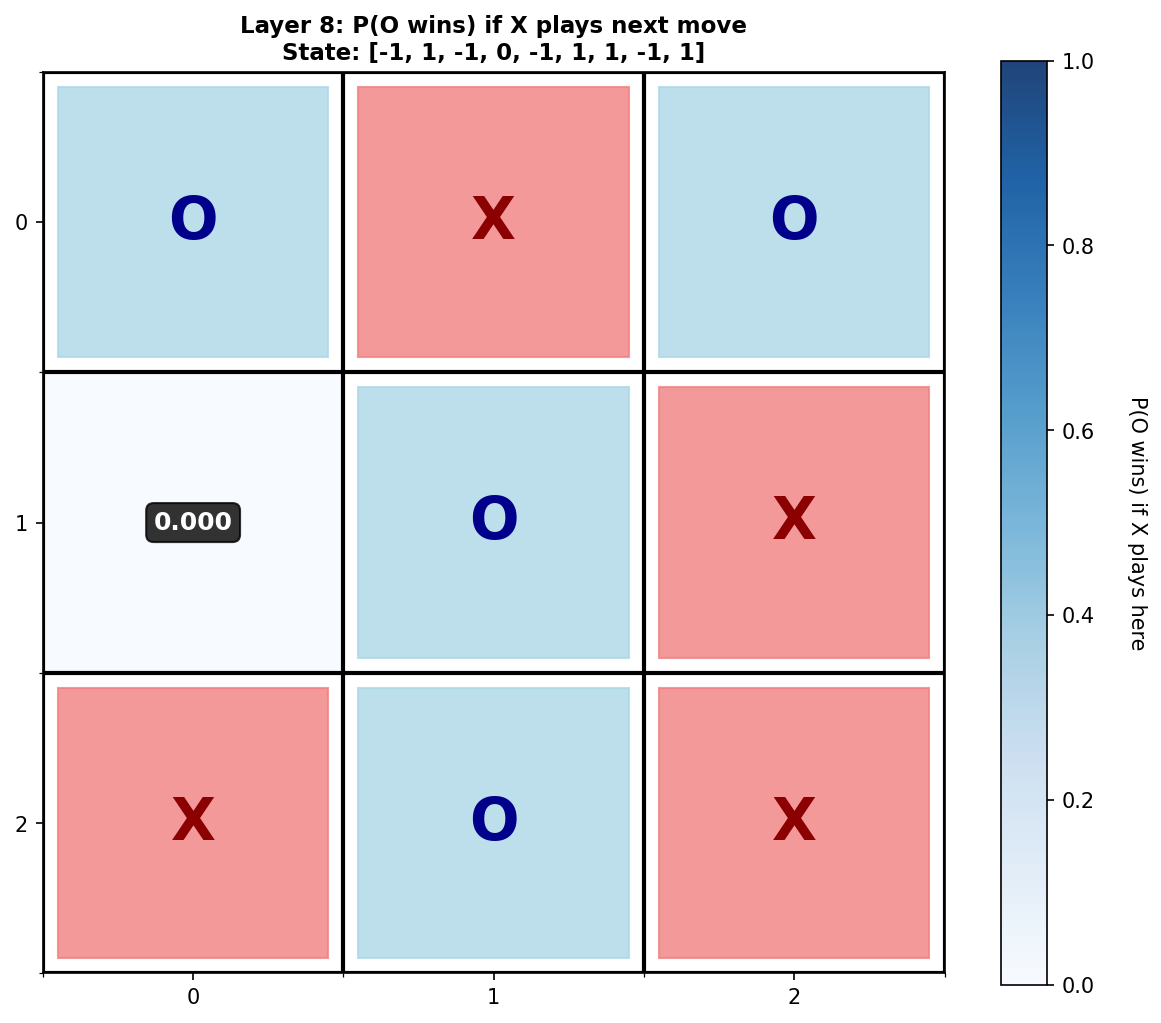 Layer 8: P(O wins) if X plays next move
State: [-1, 1, -1, 0, -1, 1, 1, -1, 1]
1.0
0.8
0.6
0.4
0.2
0.0
P(O wins) if X plays here
0
O X O
1
0.000 O X
2
X O X
0 1 2